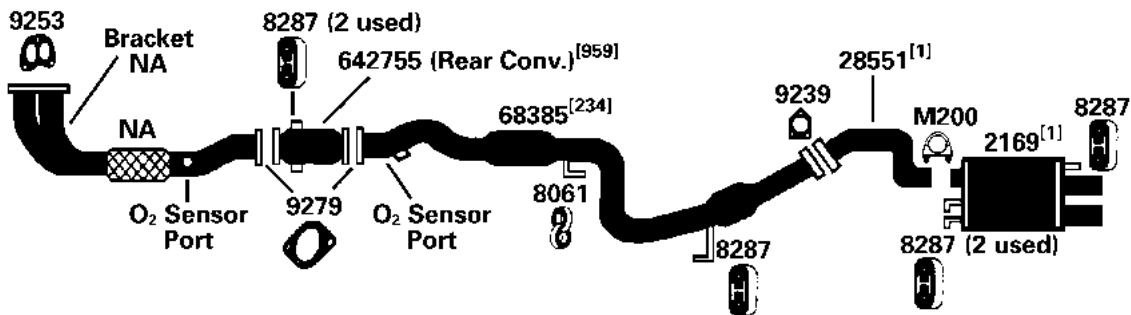 9253
Bracket
NA
8287 (2 used)
642755 (Rear Conv.)[959]
28551[1]
9239
M200
8287
2169[1]
NA
68385[234]
O₂ Sensor
Port
9279
O₂ Sensor
Port
8061
8287
8287 (2 used)